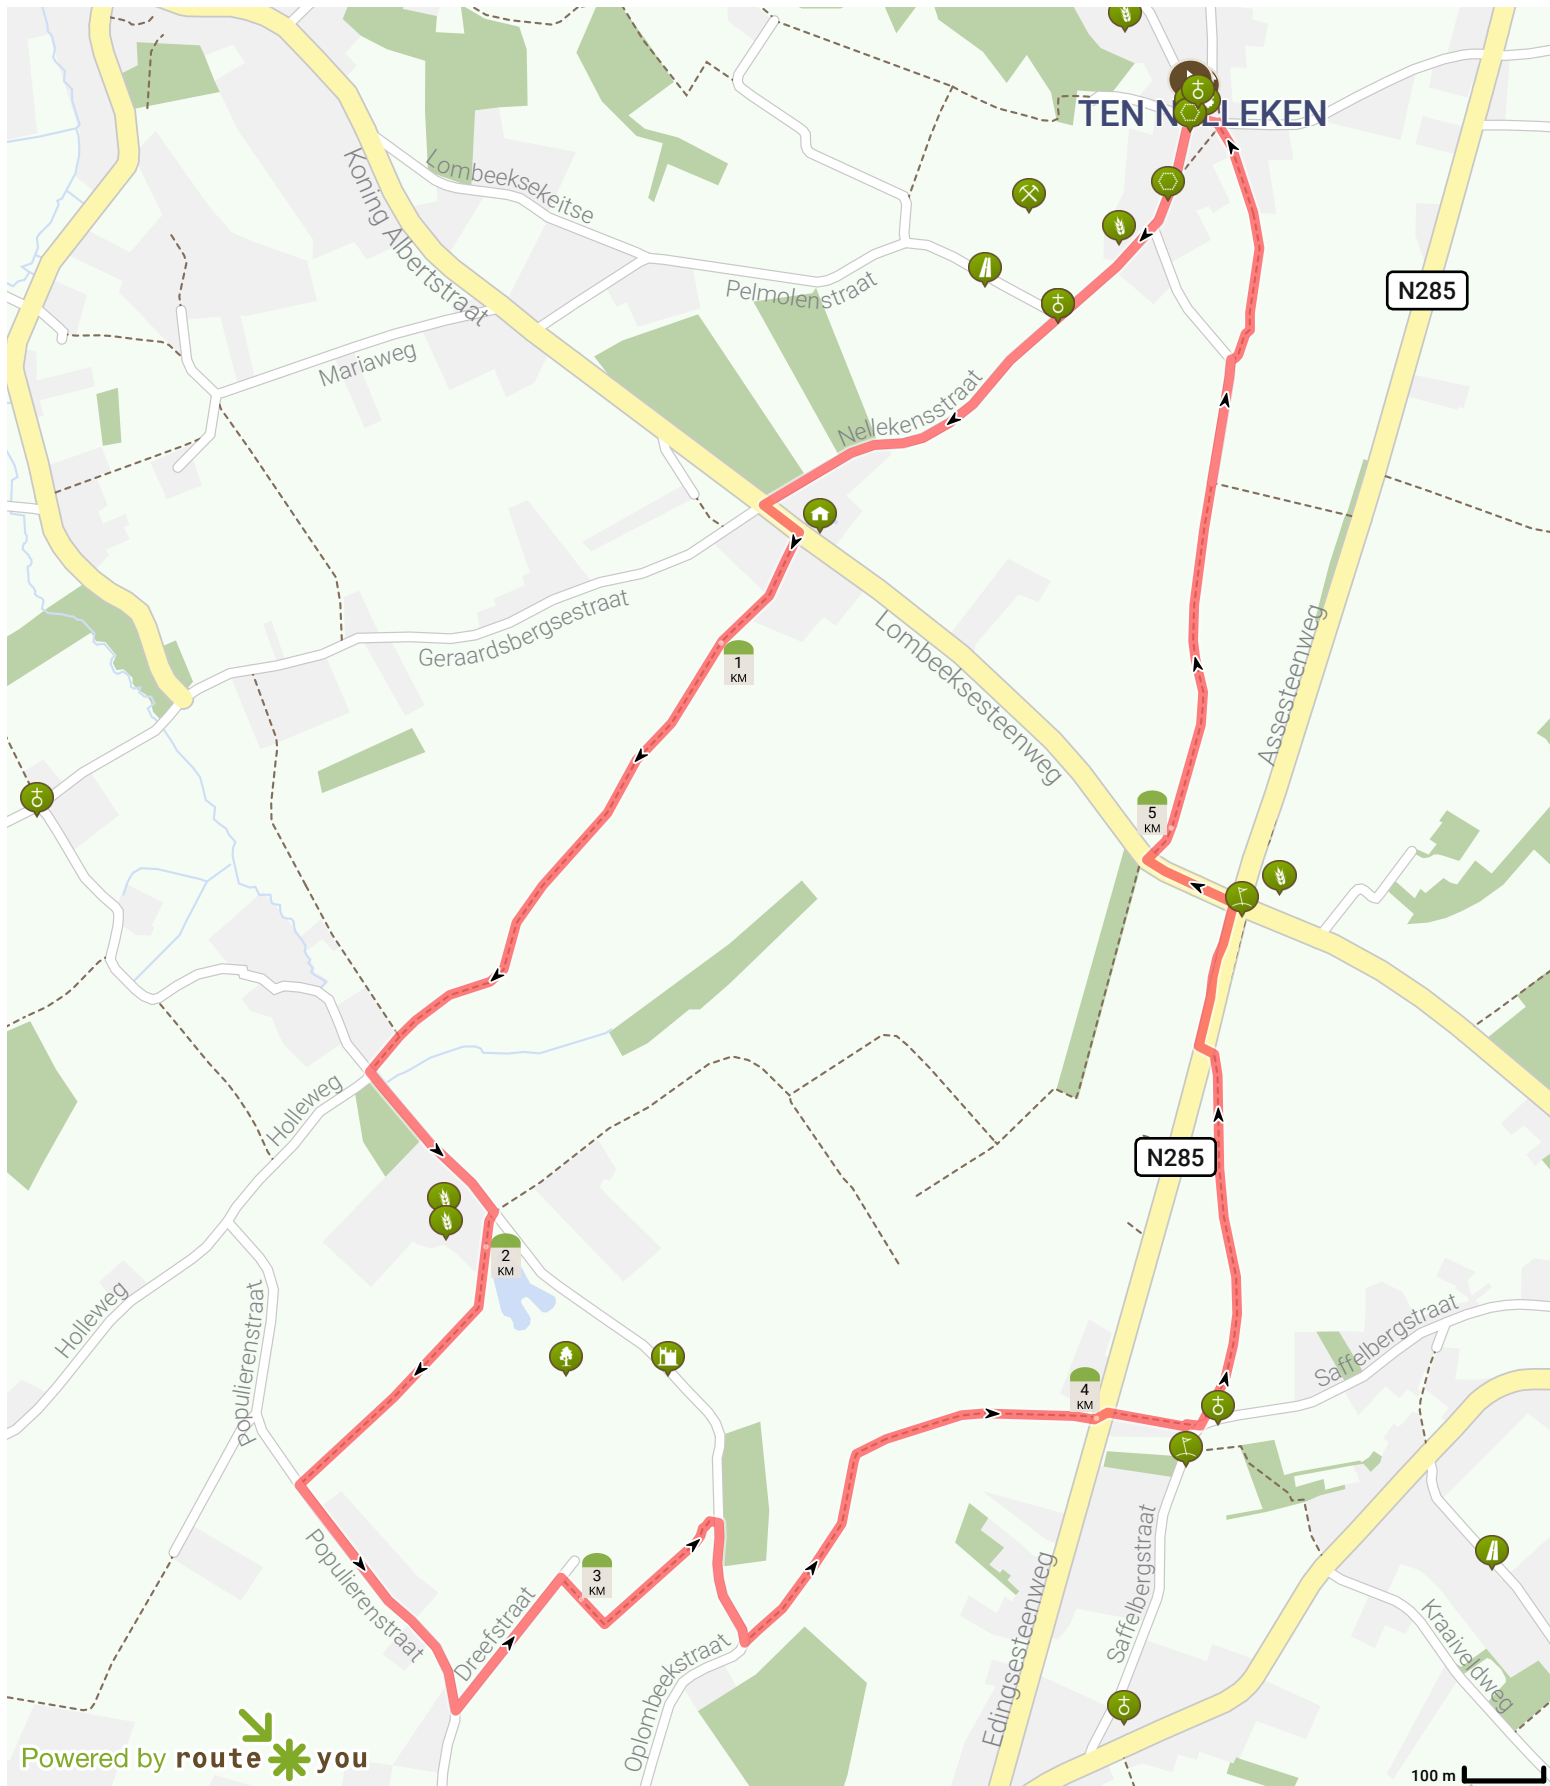 TEN NELLEKEN
Lombeeksekeitse
Koning Albertstraat
N285
Pelmolenstraat
Mariaweg
Nellekensstraat
Geraardsbergsestraat
Lombeeksesteenweg
Assesteenweg
1
KM
5
KM
Holleweg
N285
2
KM
Holleweg
Populierenstraat
Saffelbergstraat
4
KM
Populierenstraat
3
KM
Dreefstraat
Saffelbergstraat
Edingsesteenweg
Oplombeekstraat
Kraaiveldweg
Powered by route you
100 m